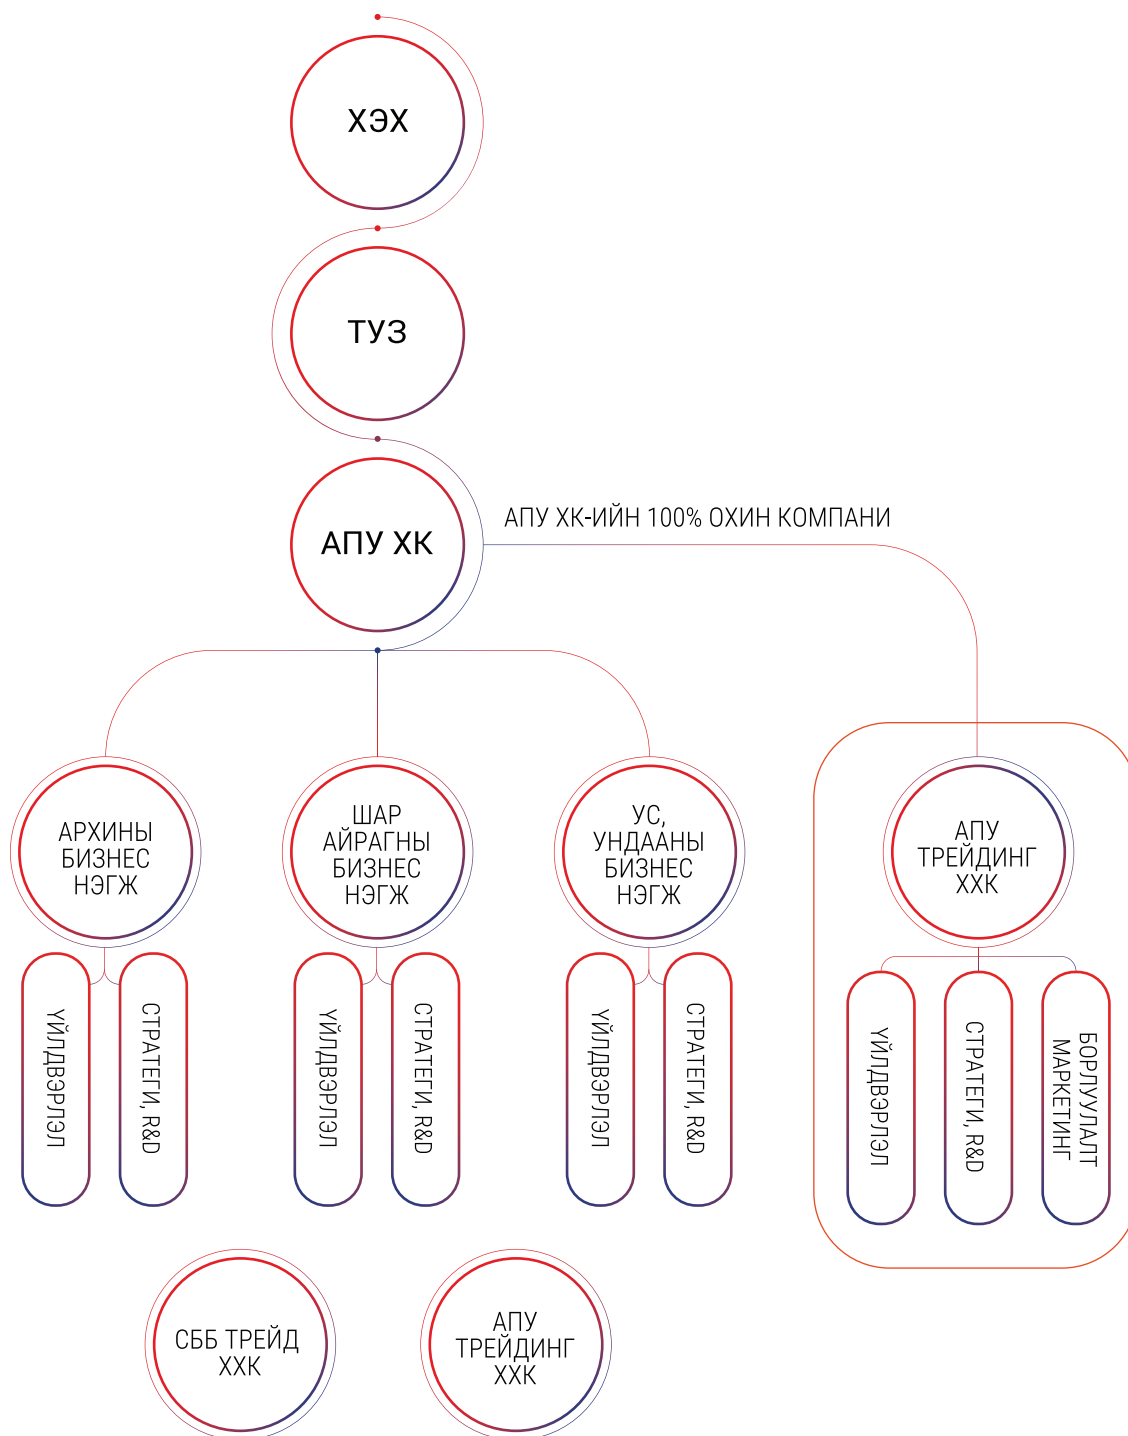 ХЭХ
ТУЗ
АПУ ХК
АПУ ХК-ИЙН 100% ОХИН КОМПАНИ
АРХИНЫ
БИЗНЕС
НЭГЖ
ШАР
АЙРАГНЫ
БИЗНЕС
НЭГЖ
УС,
УНДААНЫ
БИЗНЕС
НЭГЖ
АПУ
ТРЕЙДИНГ
ХХК
ҮЙЛДВЭРЛЭЛ
СТРАТЕГИ, R&D
ҮЙЛДВЭРЛЭЛ
СТРАТЕГИ, R&D
ҮЙЛДВЭРЛЭЛ
СТРАТЕГИ, R&D
ҮЙЛДВЭРЛЭЛ
СТРАТЕГИ, R&D
БОРЛУУЛАЛТ
МАРКЕТИНГ
СББ ТРЕЙД
ХХК
АПУ
ТРЕЙДИНГ
ХХК